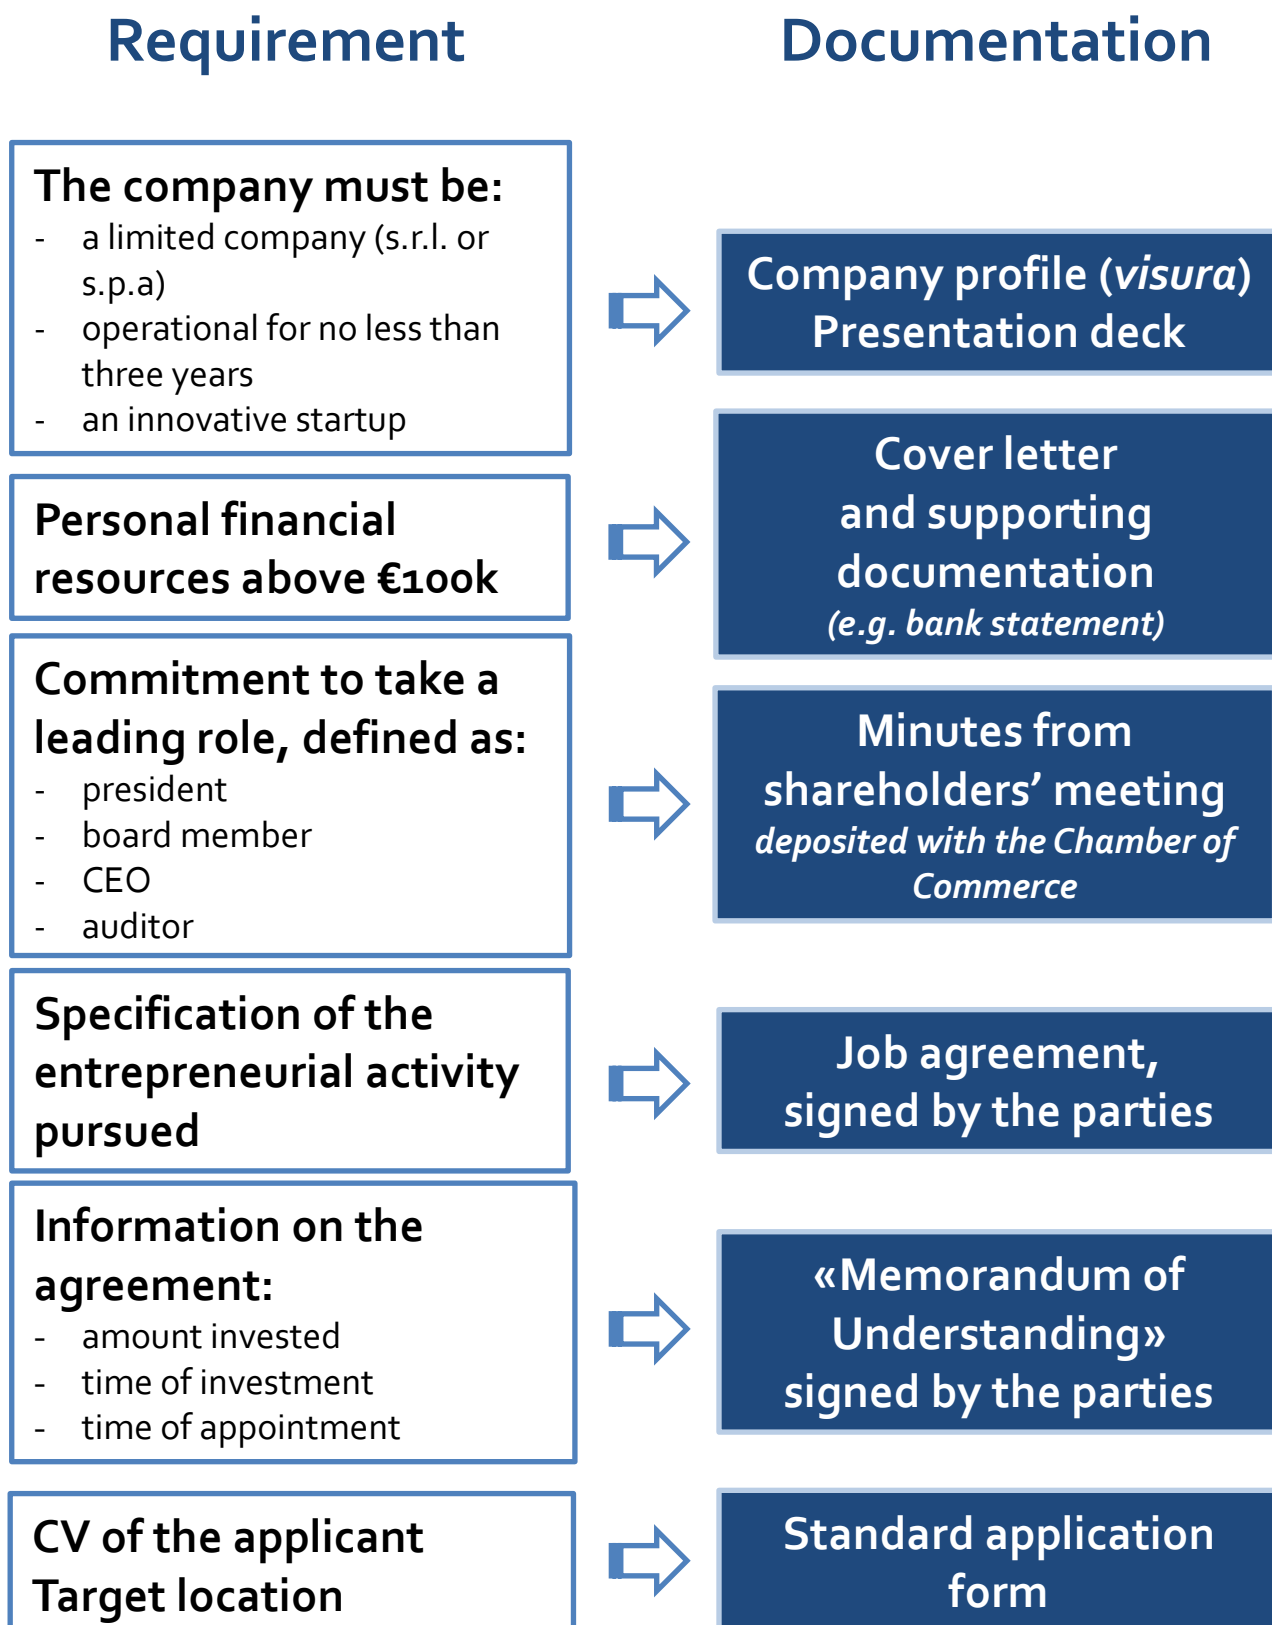 Requirement
Documentation
The company must be:
- a limited company (s.r.l. or
s.p.a)
- operational for no less than
three years
- an innovative startup
Company profile (visura)
Presentation deck
Personal financial
resources above €100k
Cover letter
and supporting
documentation
(e.g. bank statement)
Commitment to take a
leading role, defined as:
- president
- board member
- CEO
- auditor
Minutes from
shareholders’ meeting
deposited with the Chamber of
Commerce
Specification of the
entrepreneurial activity
pursued
Job agreement,
signed by the parties
Information on the
agreement:
- amount invested
- time of investment
- time of appointment
«Memorandum of
Understanding»
signed by the parties
CV of the applicant
Target location
Standard application
form